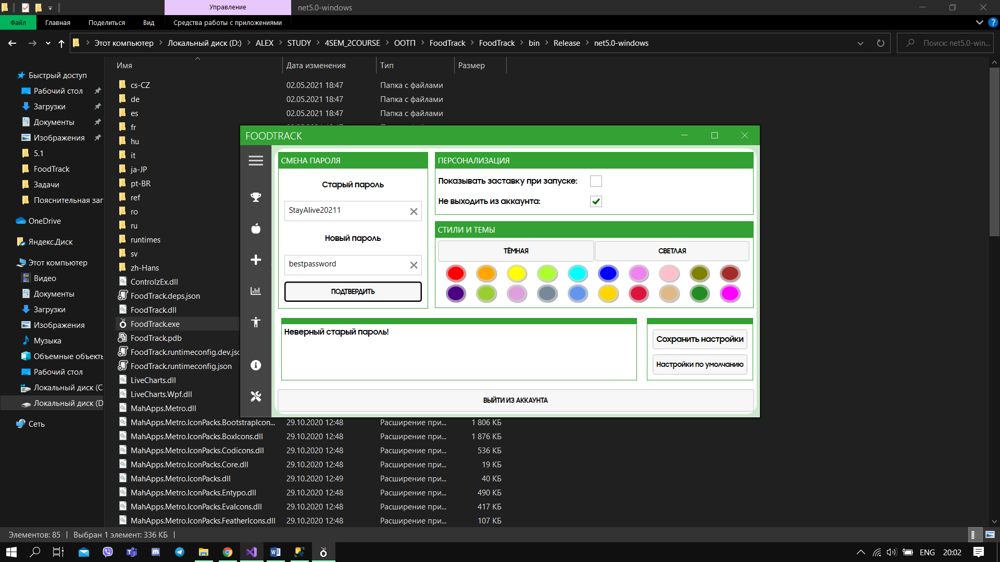 Управление
net5.0-windows
Файл
Главная
Поделиться
Вид
Средства работы с приложениями
Этот компьютер
Локальный диск (D:)
ALEX
STUDY
4SEM_2COURSE
ООТП
FoodTrack
FoodTrack
bin
Release
net5.0-windows
Поиск: net5.0-win...
Имя
Дата изменения
Тип
Размер
Быстрый доступ
Рабочий стол
Загрузки
Документы
Изображения
5.1
FoodTrack
Задачи
Пояснительная зап
OneDrive
Яндекс.Диск
Этот компьютер
Видео
Документы
Загрузки
Изображения
Музыка
Объемные объекты
Рабочий стол
Локальный диск (C
Локальный диск (D
Сеть
cs-CZ 02.05.2021 18:47 Папка с файлами
de 02.05.2021 18:47 Папка с файлами
es 02.05.2021 18:47 Папка с файлами
fr
hu
it
ja-JP
pt-BR
ref
ro
ru
runtimes
sv
zh-Hans
ControlzEx.dll
FoodTrack.deps.json
FoodTrack.dll
FoodTrack.exe
FoodTrack.pdb
FoodTrack.runtimeconfig.dev.jsc
FoodTrack.runtimeconfig.json
LiveCharts.dll
LiveCharts.Wpf.dll
MahApps.Metro.dll
MahApps.Metro.IconPacks.BootstrapIcon... 29.10.2020 12:48 Расширение при... 1 806 КБ
MahApps.Metro.IconPacks.BoxIcons.dll 29.10.2020 12:48 Расширение при... 1 876 КБ
MahApps.Metro.IconPacks.Codicons.dll 29.10.2020 12:48 Расширение при... 536 КБ
MahApps.Metro.IconPacks.Core.dll 29.10.2020 12:48 Расширение при... 19 КБ
MahApps.Metro.IconPacks.dll 29.10.2020 12:49 Расширение при... 40 КБ
MahApps.Metro.IconPacks.Entypo.dll 29.10.2020 12:48 Расширение при... 490 КБ
MahApps.Metro.IconPacks.EvaIcons.dll 29.10.2020 12:48 Расширение при... 417 КБ
MahApps.Metro.IconPacks.FeatherIcons.dll 29.10.2020 12:48 Расширение при... 107 КБ
FOODTRACK
СМЕНА ПАРОЛЯ
Старый пароль
StayAlive20211
Новый пароль
bestpassword
ПОДТВЕРДИТЬ
ПЕРСОНАЛИЗАЦИЯ
Показывать заставку при запуске:
Не выходить из аккаунта:
СТИЛИ И ТЕМЫ
ТЁМНАЯ
СВЕТЛАЯ
Неверный старый пароль!
Сохранить настройки
Настройки по умолчанию
ВЫЙТИ ИЗ АККАУНТА
Элементов: 85
Выбран 1 элемент: 336 КБ
ENG
20:02